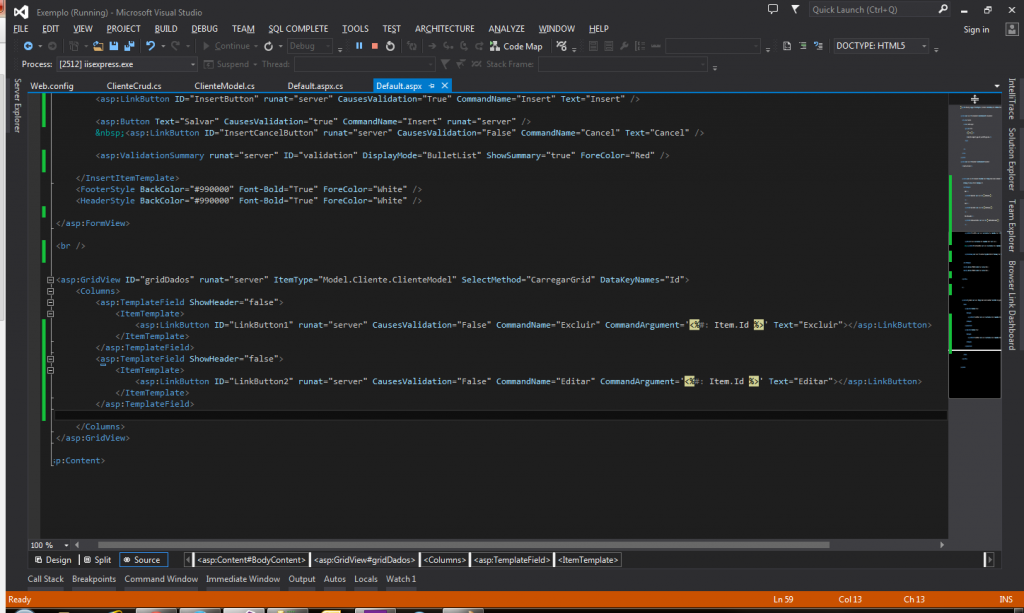 Exemplo (Running) - Microsoft Visual Studio
Quick Launch (Ctrl+Q)
FILE EDIT VIEW PROJECT BUILD DEBUG TEAM SQL COMPLETE TOOLS TEST ARCHITECTURE ANALYZE WINDOW HELP
Sign in
Continue Debug Code Map DOCTYPE: HTML5
Process: [2512] iisexpress.exe Suspend Thread: Stack Frame:
Web.config ClienteCrud.cs ClienteModel.cs Default.aspx.cs Default.aspx
Server Explorer
<asp:LinkButton ID="InsertButton" runat="server" CausesValidation="True" CommandName="Insert" Text="Insert" />
<asp:Button Text="Salvar" CausesValidation="true" CommandName="Insert" runat="server" />
&nbsp;<asp:LinkButton ID="InsertCancelButton" runat="server" CausesValidation="False" CommandName="Cancel" Text="Cancel" />
<asp:ValidationSummary runat="server" ID="validation" DisplayMode="BulletList" ShowSummary="true" ForeColor="Red" />
</InsertItemTemplate>
<FooterStyle BackColor="#990000" Font-Bold="True" ForeColor="White" />
<HeaderStyle BackColor="#990000" Font-Bold="True" ForeColor="White" />
</asp:FormView>
<br />
<asp:GridView ID="gridDados" runat="server" ItemType="Model.Cliente.ClienteModel" SelectMethod="CarregarGrid" DataKeyNames="Id">
<Columns>
<asp:TemplateField ShowHeader="false">
<ItemTemplate>
<asp:LinkButton ID="LinkButton1" runat="server" CausesValidation="False" CommandName="Excluir" CommandArgument='<%#: Item.Id %>' Text="Excluir"></asp:LinkButton>
</ItemTemplate>
</asp:TemplateField>
<asp:TemplateField ShowHeader="false">
<ItemTemplate>
<asp:LinkButton ID="LinkButton2" runat="server" CausesValidation="False" CommandName="Editar" CommandArgument='<%#: Item.Id %>' Text="Editar"></asp:LinkButton>
</ItemTemplate>
</asp:TemplateField>
</Columns>
</asp:GridView>
sp:Content>
IntelliTrace
Solution Explorer
Team Explorer
Browser Link Dashboard
100 %
Design Split Source <asp:Content#BodyContent> <asp:GridView#gridDados> <Columns> <asp:TemplateField> <ItemTemplate>
Call Stack Breakpoints Command Window Immediate Window Output Autos Locals Watch 1
Ready Ln 59 Col 13 Ch 13 INS